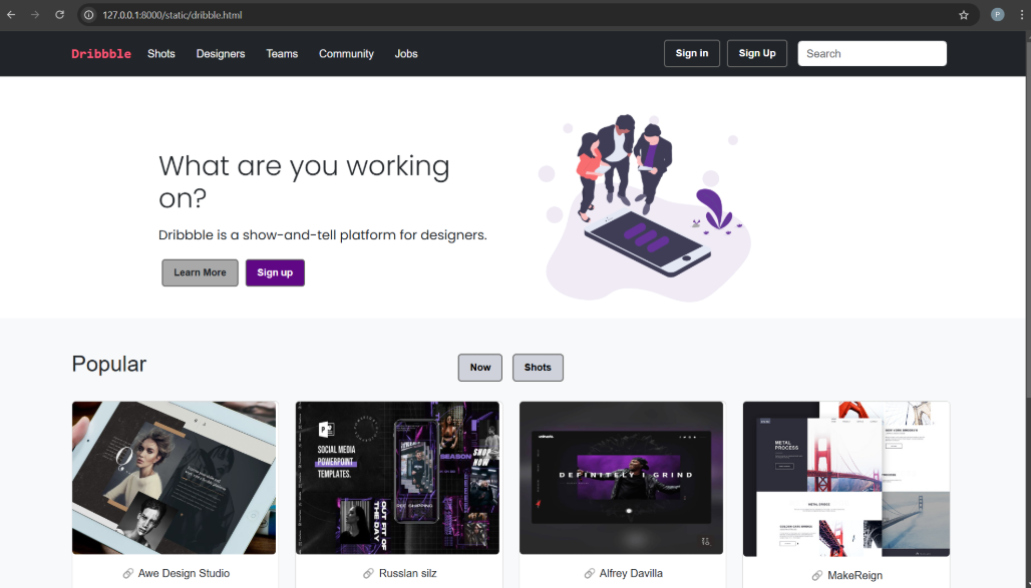 127.0.0.1:8000/static/dribble.html
P
Dribbble Shots Designers Teams Community Jobs Sign in Sign Up Search
What are you working
on?
Dribbble is a show-and-tell platform for designers.
Learn More Sign up
Popular Now Shots
SOCIAL MEDIA
POWERPOINT
TEMPLATES.
SEASON
SHOP
NOW
OUT FIT OF
THE DAY
DEFINITELY I GRIND
METAL
PROCESS
Awe Design Studio Russlan silz Alfrey Davilla MakeReign